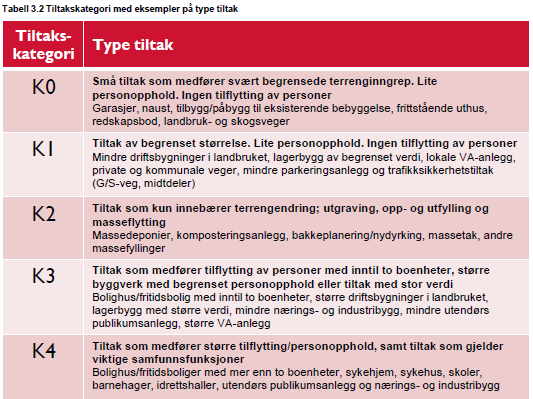 Tabell 3.2 Tiltakskategori med eksempler på type tiltak
Tiltaks-
kategori
Type tiltak
K0
Små tiltak som medfører svært begrensede terrenginngrep. Lite
personopphold. Ingen tilflytting av personer
Garasjer, naust, tilbygg/påbygg til eksisterende bebyggelse, frittstående uthus,
redskapsbod, landbruk- og skogsveger
K1
Tiltak av begrenset størrelse. Lite personopphold. Ingen tilflytting av personer
Mindre driftsbygninger i landbruket, lagerbygg av begrenset verdi, lokale VA-anlegg,
private og kommunale veger, mindre parkeringsanlegg og trafikksikkerhetstiltak
(G/S-veg, midtdeler)
K2
Tiltak som kun innebærer terrengendring; utgraving, opp- og utfylling og
masseflytting
Massedeponier, komposteringsanlegg, bakkeplanering/nydyrking, massetak, andre
massefyllinger
K3
Tiltak som medfører tilflytting av personer med inntil to boenheter, større
byggverk med begrenset personopphold eller tiltak med stor verdi
Bolighus/fritidsbolig med inntil to boenheter, større driftsbygninger i landbruket,
lagerbygg med større verdi, mindre nærings- og industribygg, mindre utendørs
publikumsanlegg, større VA-anlegg
K4
Tiltak som medfører større tilflytting/personopphold, samt tiltak som gjelder
viktige samfunnsfunksjoner
Bolighus/fritidsboliger med mer enn to boenheter, sykehjem, sykehus, skoler,
barnehager, idrettshaller, utendørs publikumsanlegg og nærings- og industribygg